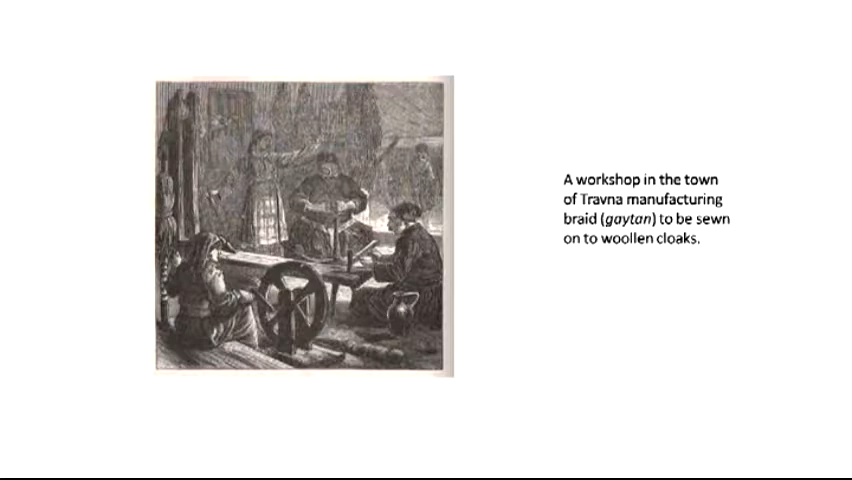 A workshop in the town
of Travna manufacturing
braid (gaytan) to be sewn
on to woollen cloaks.